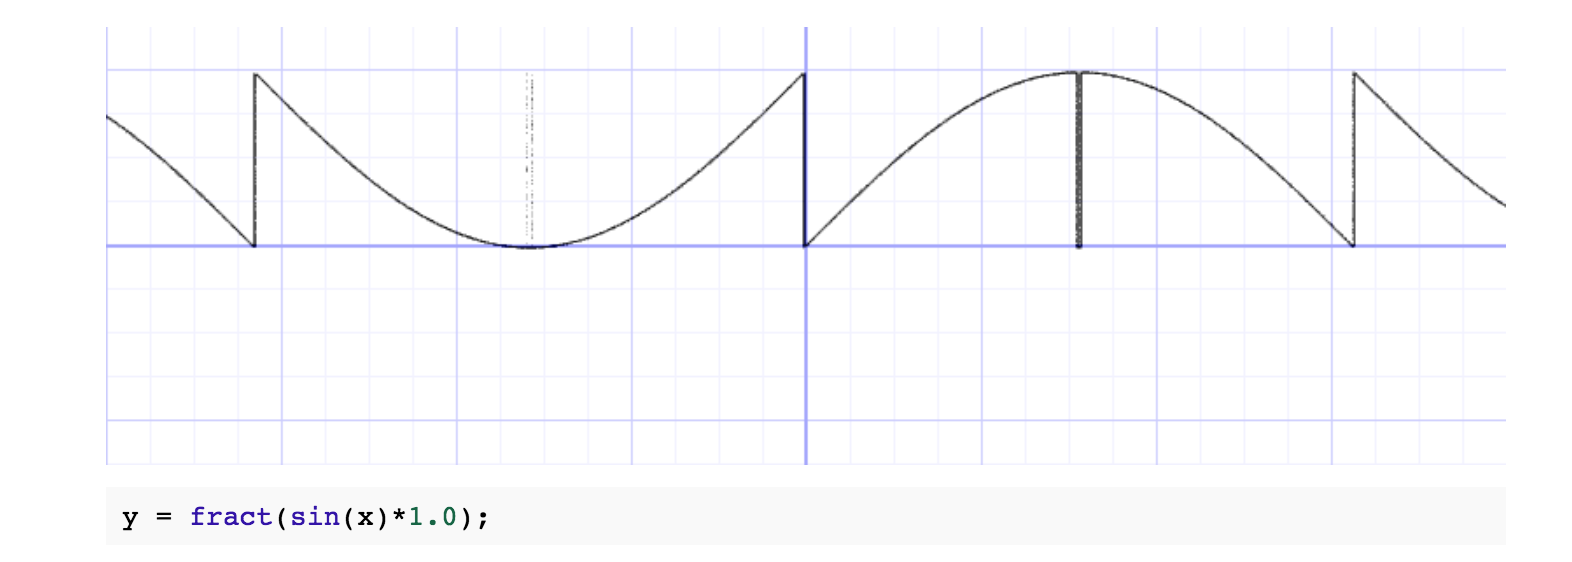 y = fract(sin(x)*1.0);